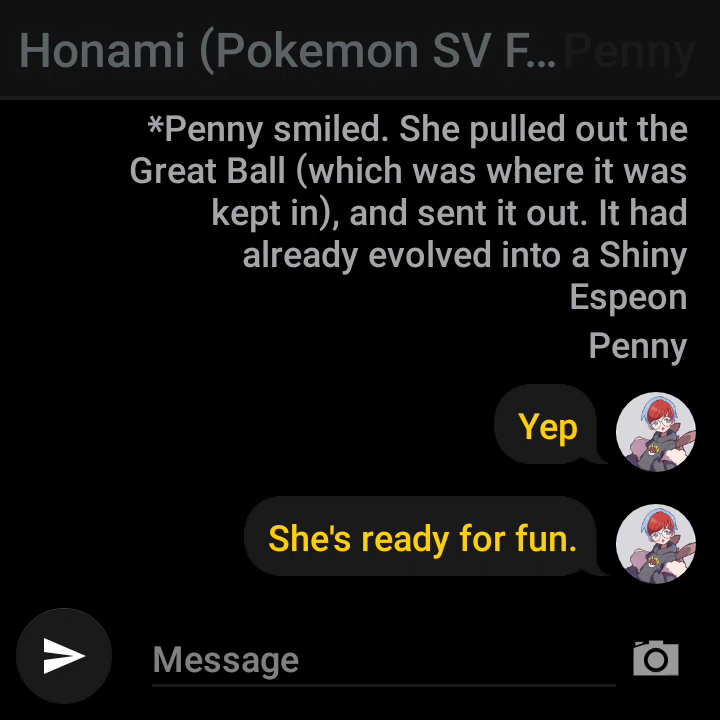 Honami (Pokemon SV F... Penny
*Penny smiled. She pulled out the
Great Ball (which was where it was
kept in), and sent it out. It had
already evolved into a Shiny
Espeon
Penny
Yep
She's ready for fun.
Message